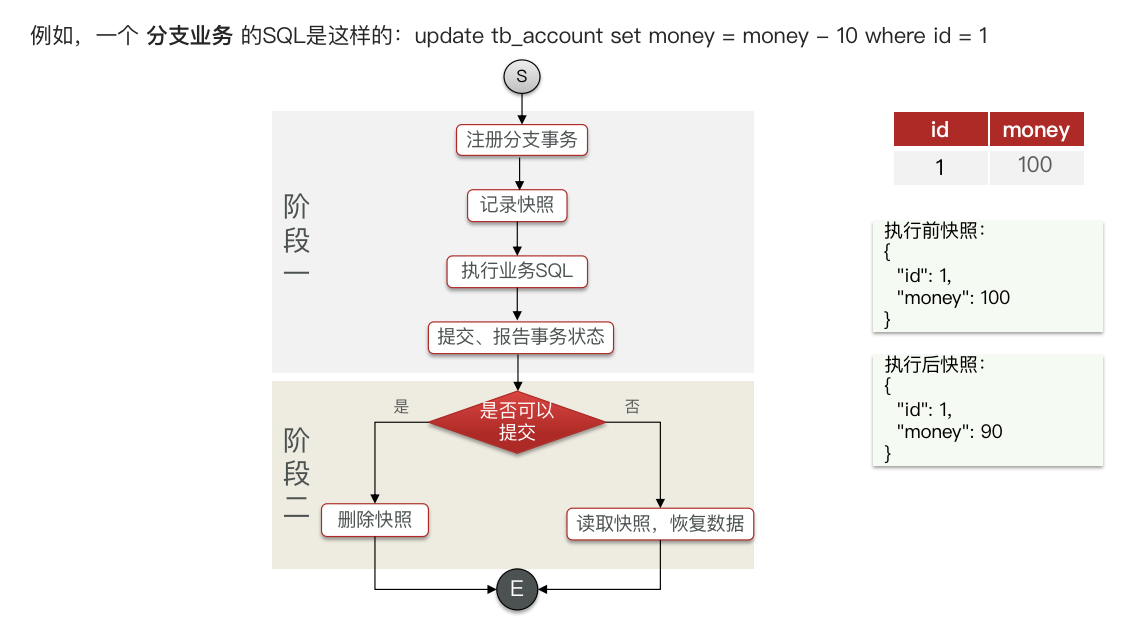 例如，一个 分支业务 的SQL是这样的：update tb_account set money = money - 10 where id = 1
S
注册分支事务
记录快照
执行业务SQL
提交、报告事务状态
阶
段
一
是否可以
提交
是
否
阶
段
二
删除快照
读取快照，恢复数据
E
id money
1 100
执行前快照：
{
"id": 1,
"money": 100
}
执行后快照：
{
"id": 1,
"money": 90
}